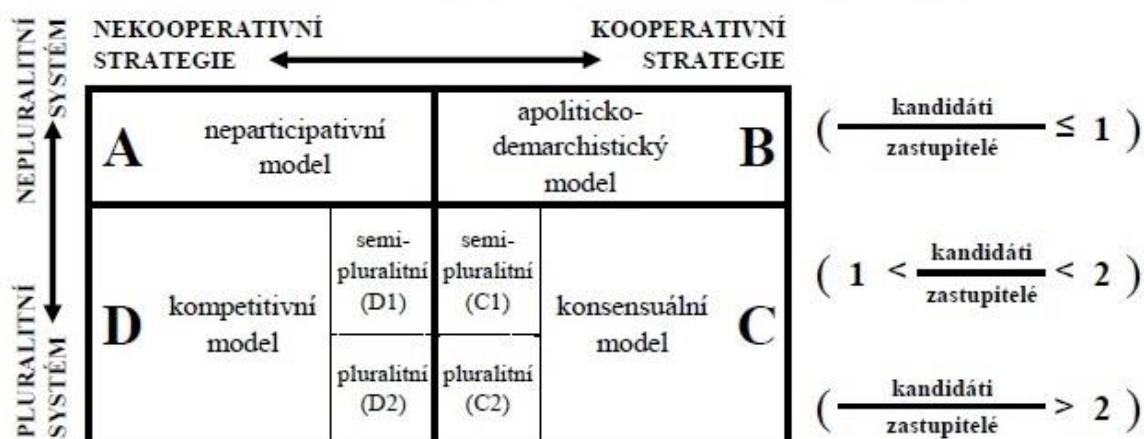 NEKOOPERATIVNÍ
STRATEGIE
KOOPERATIVNÍ
STRATEGIE
NEPLURALITNÍ
SYSTÉM
PLURALITNÍ
SYSTÉM
A
neparticipativní
model
apoliticko-
demarchistický
model
B
D
kompetitivní
model
semi-
pluralitní
(D1)
pluralitní
(D2)
semi-
pluralitní
(C1)
pluralitní
(C2)
konsensuální
model
C
( kandidáti
zastupitelé ≤ 1 )
( 1 < kandidáti
zastupitelé < 2 )
( kandidáti
zastupitelé > 2 )